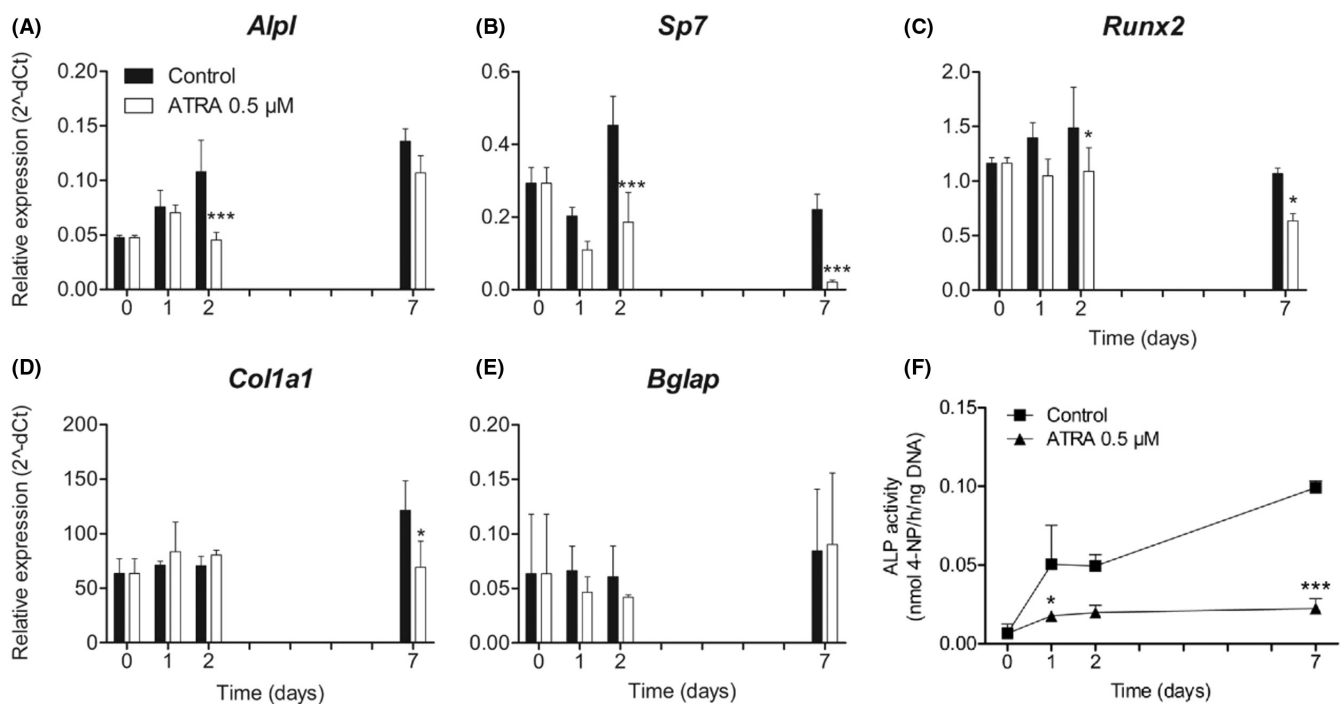 (A) Alpl
Relative expression (2^-dCt)
0.20
0.15
0.10
0.05
0.00
Control
ATRA 0.5 μM
***
0 1 2 7
(B) Sp7
0.6
0.4
0.2
0.0
***
***
0 1 2 7
(C) Runx2
2.0
1.5
1.0
0.5
0.0
*
*
0 1 2 7
Time (days)
(D) Col1a1
Relative expression (2^-dCt)
200
150
100
50
0
*
0 1 2 7
Time (days)
(E) Bglap
0.20
0.15
0.10
0.05
0.00
0 1 2 7
Time (days)
(F)
ALP activity
(nmol 4-NP/h/ng DNA)
0.15
0.10
0.05
0.00
Control
ATRA 0.5 μM
*
***
0 1 2 7
Time (days)